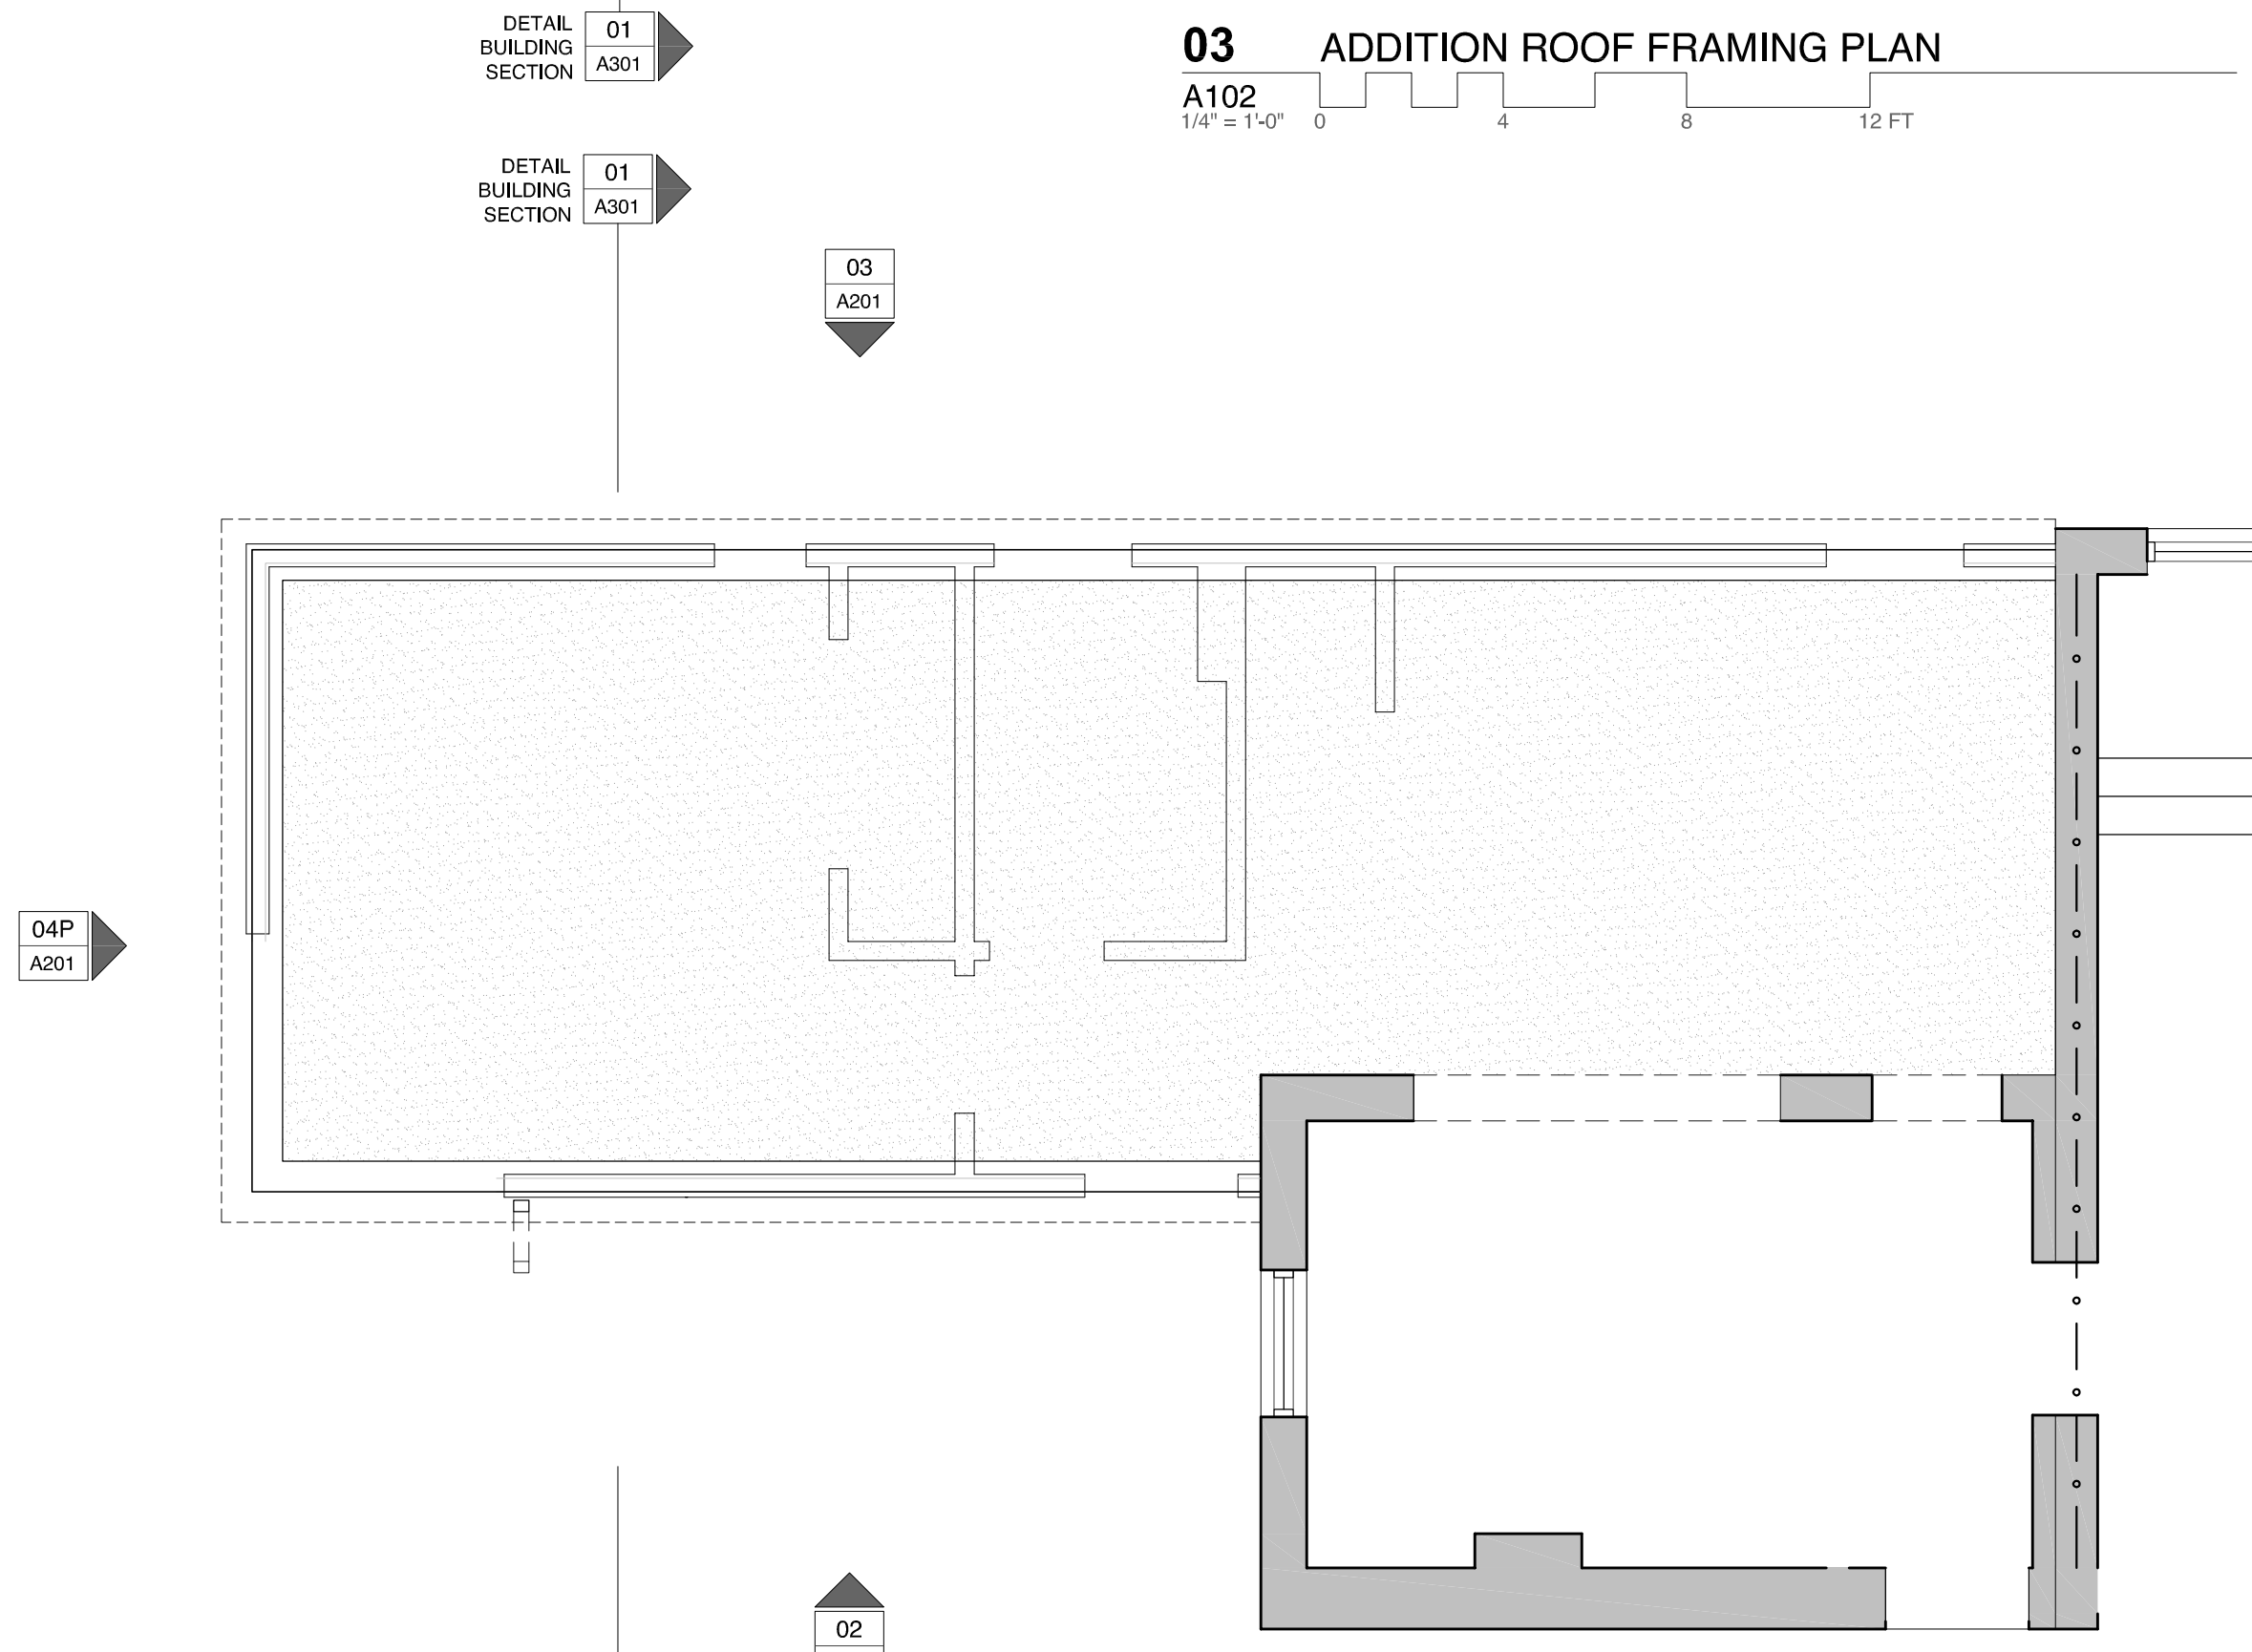 DETAIL
BUILDING
SECTION
01
A301
03 ADDITION ROOF FRAMING PLAN
A102
1/4" = 1'-0" 0 4 8 12 FT
DETAIL
BUILDING
SECTION
01
A301
03
A201
04P
A201
02